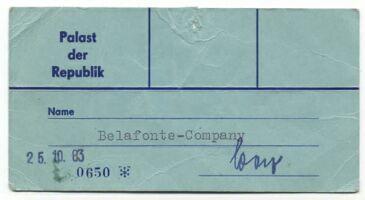 Palast
der
Republik
Name
Belafonte-Company
25. 10. 83
0650 *